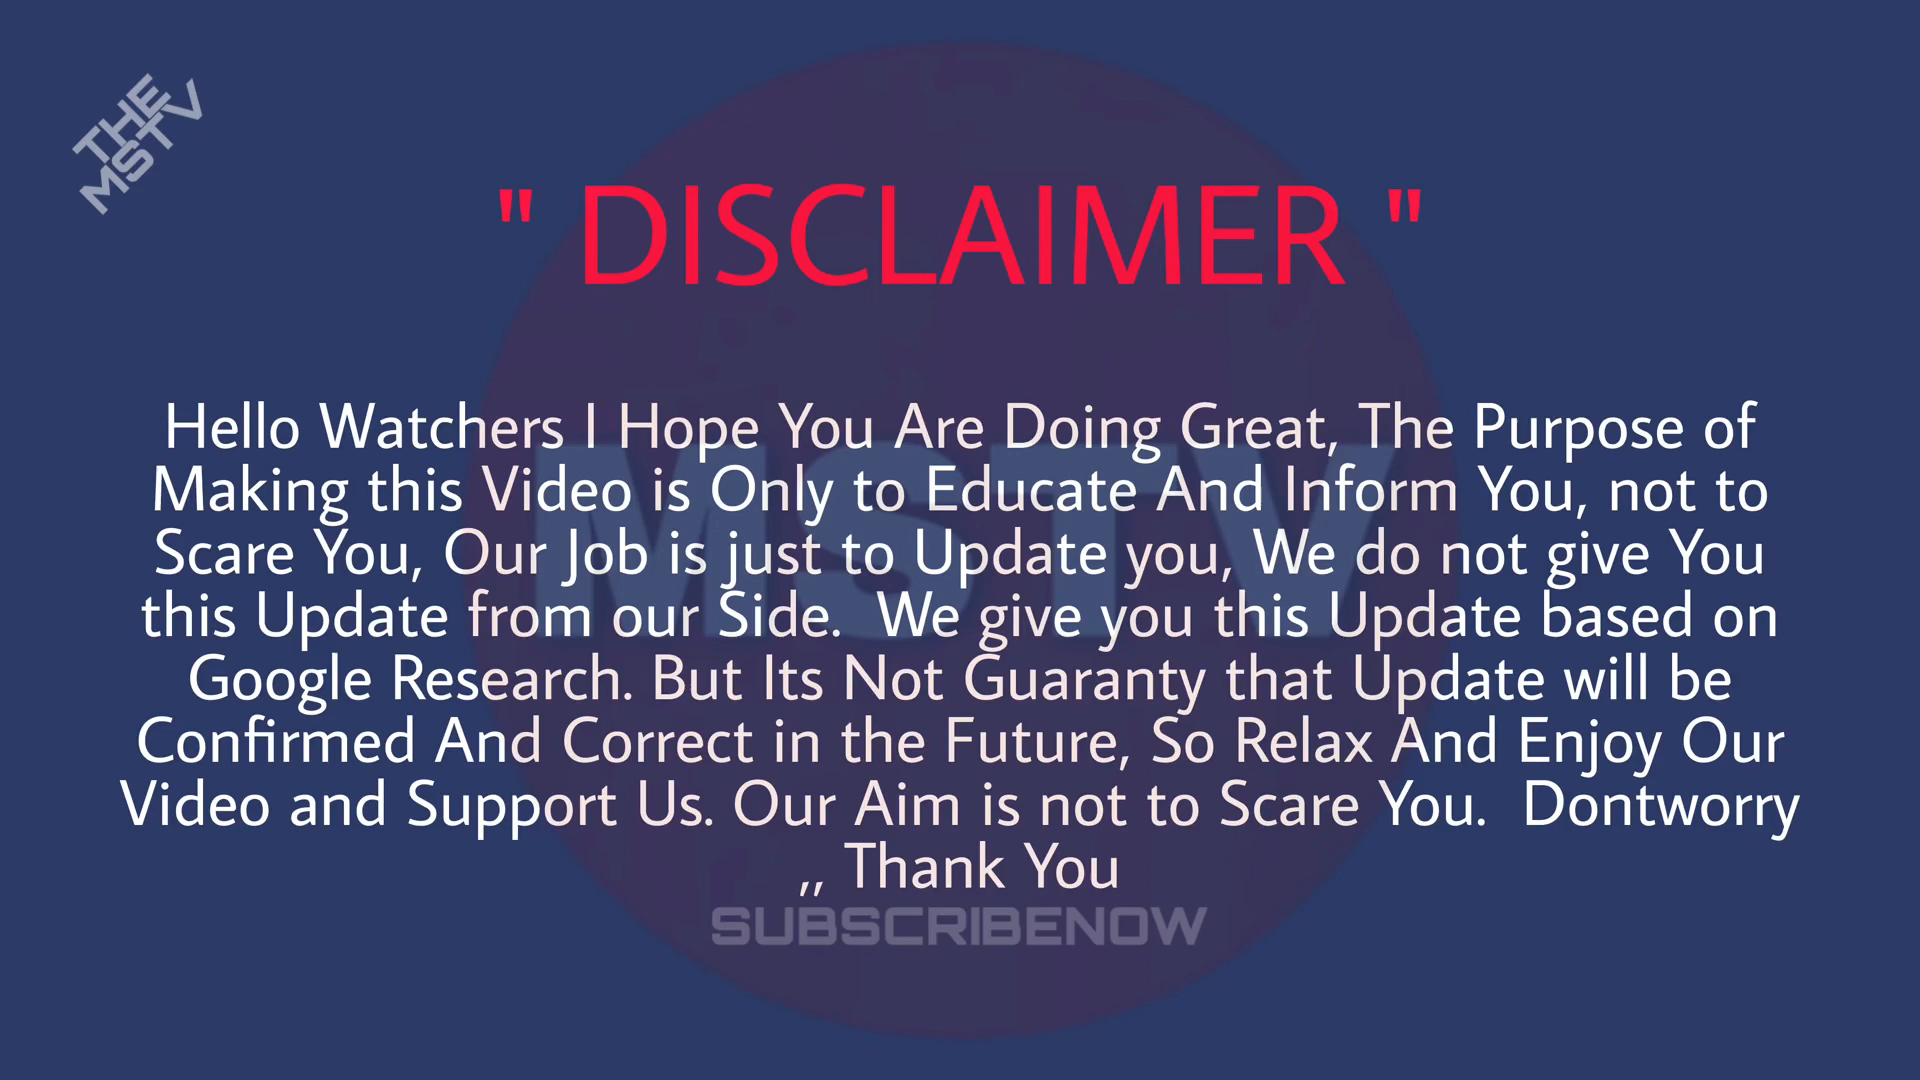 THE
MSTV
" DISCLAIMER "
Hello Watchers I Hope You Are Doing Great, The Purpose of
Making this Video is Only to Educate And Inform You, not to
Scare You, Our Job is just to Update you, We do not give You
this Update from our Side.  We give you this Update based on
Google Research. But Its Not Guaranty that Update will be
Confirmed And Correct in the Future, So Relax And Enjoy Our
Video and Support Us. Our Aim is not to Scare You.  Dontworry
,, Thank You
MSTV
SUBSCRIBENOW